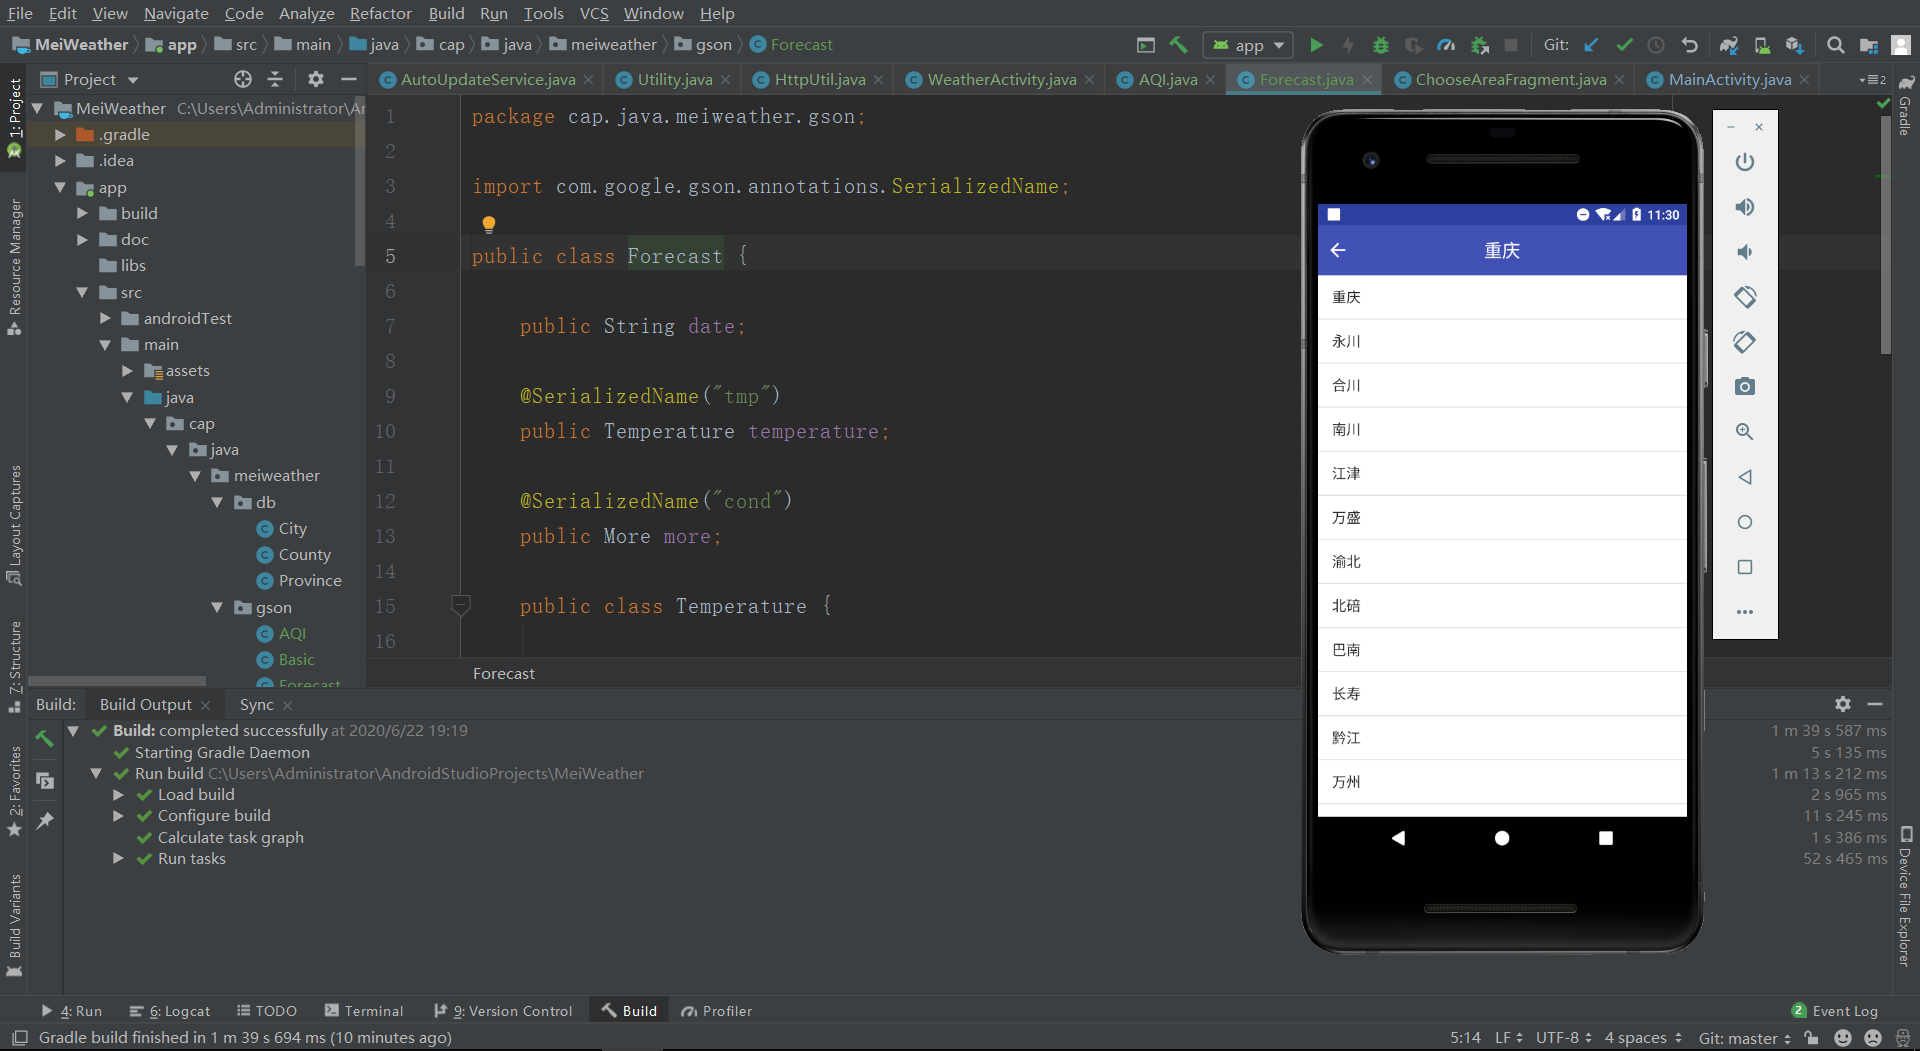 File Edit View Navigate Code Analyze Refactor Build Run Tools VCS Window Help
MeiWeather app src main java cap java meiweather gson Forecast
app Git:
Project
AutoUpdateService.java Utility.java HttpUtil.java WeatherActivity.java AQI.java Forecast.java ChooseAreaFragment.java MainActivity.java 2
1: Project
Resource Manager
Layout Captures
7: Structure
2: Favorites
Build Variants
MeiWeather C:\Users\Administrator\Ar
.gradle
.idea
app
build
doc
libs
src
androidTest
main
assets
java
cap
java
meiweather
db
City
County
Province
gson
AQI
Basic
Forecast
1 package cap.java.meiweather.gson;
2
3 import com.google.gson.annotations.SerializedName;
4
5 public class Forecast {
6
7 public String date;
8
9 @SerializedName("tmp")
10 public Temperature temperature;
11
12 @SerializedName("cond")
13 public More more;
14
15 public class Temperature {
16
Forecast
11:30
重庆
重庆
永川
合川
南川
江津
万盛
渝北
北碚
巴南
长寿
黔江
万州
Gradle
Device File Explorer
Build: Build Output Sync
Build: completed successfully at 2020/6/22 19:19 1 m 39 s 587 ms
Starting Gradle Daemon 5 s 135 ms
Run build C:\Users\Administrator\AndroidStudioProjects\MeiWeather 1 m 13 s 212 ms
Load build 2 s 965 ms
Configure build 11 s 245 ms
Calculate task graph 1 s 386 ms
Run tasks 52 s 465 ms
4: Run 6: Logcat TODO Terminal 9: Version Control Build Profiler 2 Event Log
Gradle build finished in 1 m 39 s 694 ms (10 minutes ago) 5:14 LF UTF-8 4 spaces Git: master